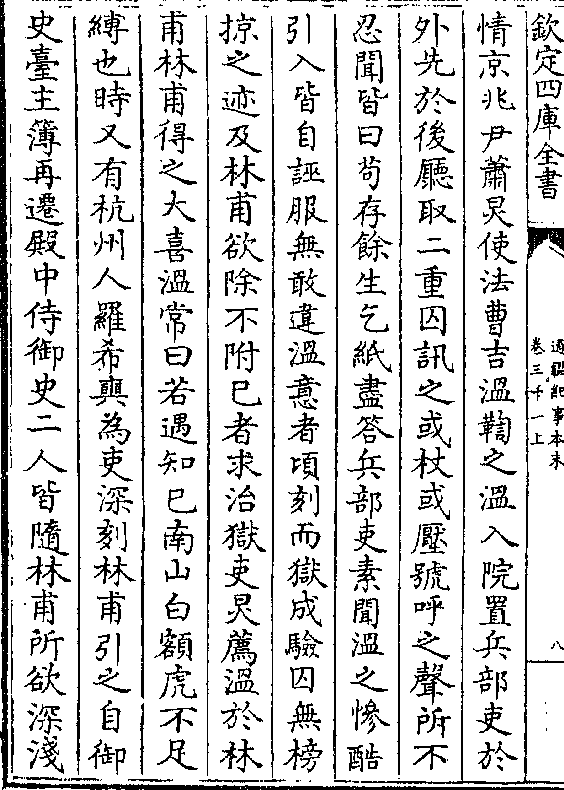 欽定四庫全書
通鑑紀事本末
卷三十一上
八
情京兆尹蕭炅使法曹吉溫鞫之溫入院置兵部吏於
外先於後廳取二重囚訊之或杖或壓號呼之聲所不
忍聞皆曰苟存餘生乞紙盡答兵部吏素聞溫之慘酷
引入皆自誣服無敢違溫意者頃刻而獄成驗囚無榜
掠之迹及林甫欲除不附已者求治獄吏炅薦溫於林
甫林甫得之大喜溫常曰若遇知已南山白額虎不足
縛也時又有杭州人羅希奭為吏深刻林甫引之自御
史臺主簿再遷殿中侍御史二人皆隨林甫所欲深淺